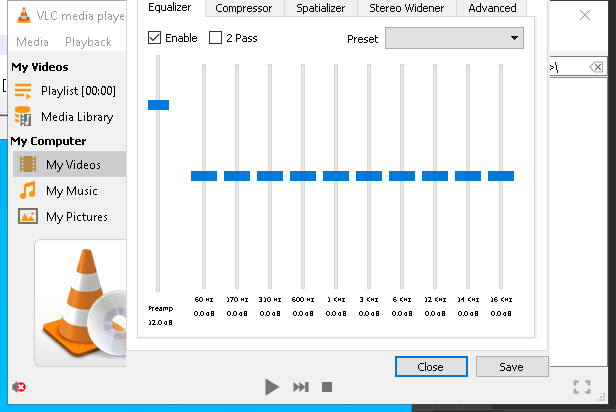 VLC media playe
Equalizer Compressor Spatializer Stereo Widener Advanced
Media Playback
Enable 2 Pass Preset
My Videos
Playlist [00:00]
Media Library
My Computer
My Videos
My Music
My Pictures
Preamp
12.0 dB
60 Hz 170 Hz 310 Hz 600 Hz 1 KHz 3 KHz 6 KHz 12 KHz 14 KHz 16 KHz
0.0 dB 0.0 dB 0.0 dB 0.0 dB 0.0 dB 0.0 dB 0.0 dB 0.0 dB 0.0 dB 0.0 dB
Close Save